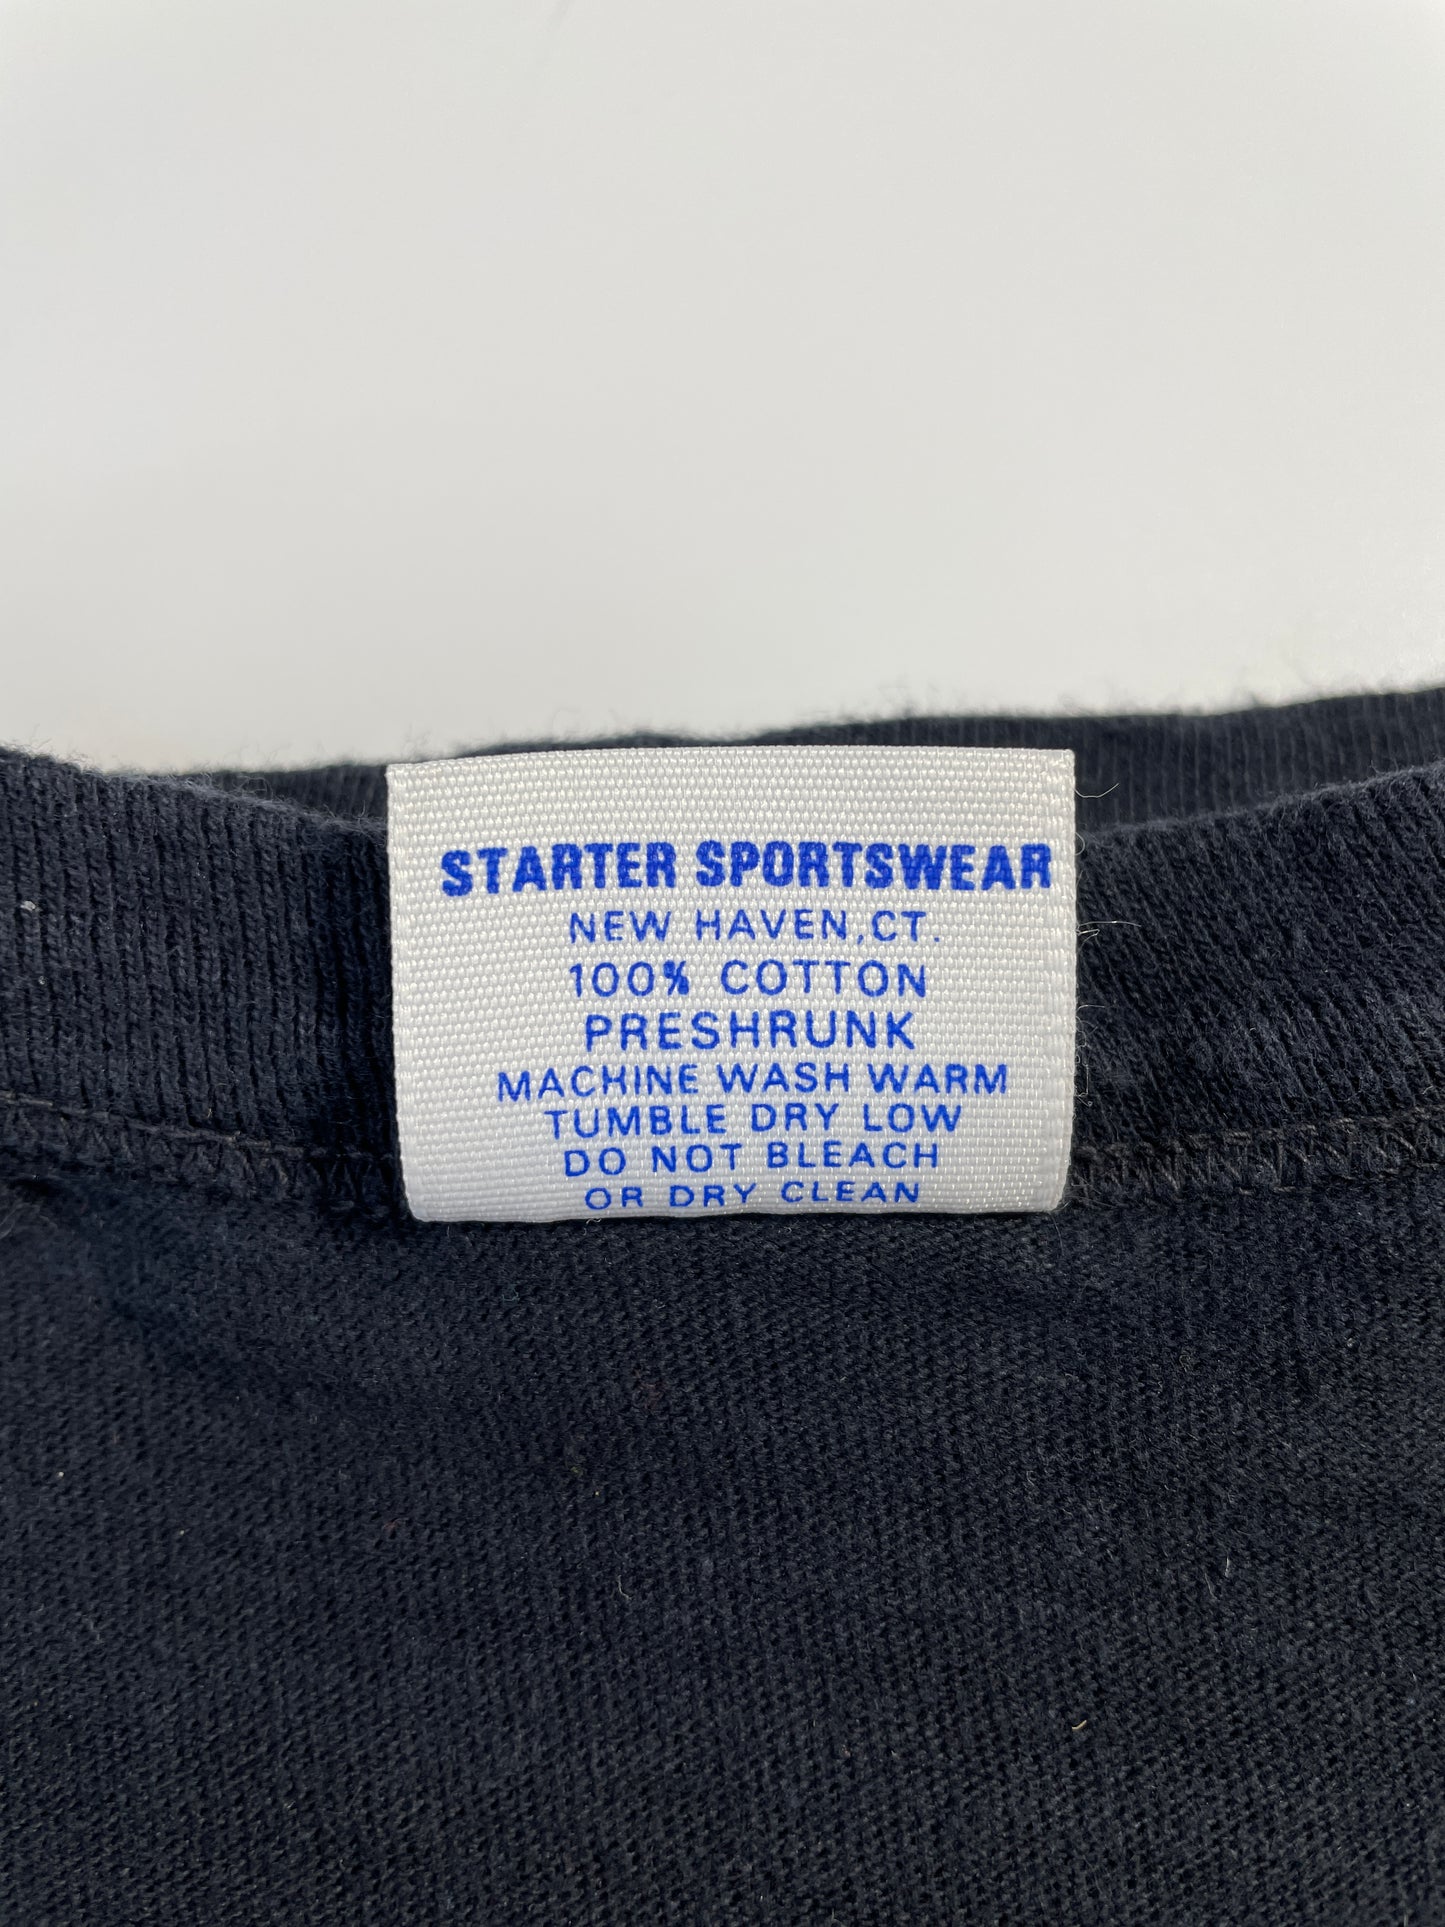 STARTER SPORTSWEAR
NEW HAVEN, CT.
100% COTTON
PRESHRUNK
MACHINE WASH WARM
TUMBLE DRY LOW
DO NOT BLEACH
OR DRY CLEAN